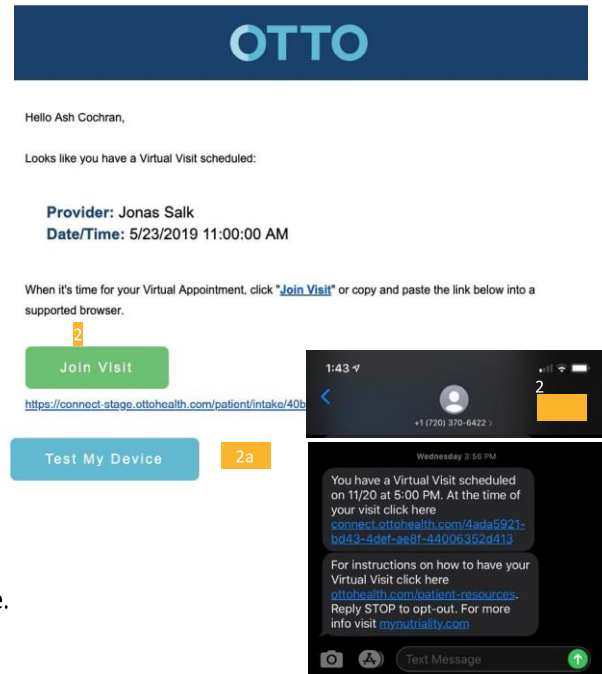 OTTO
Hello Ash Cochran,
Looks like you have a Virtual Visit scheduled:
Provider: Jonas Salk
Date/Time: 5/23/2019 11:00:00 AM
When it's time for your Virtual Appointment, click "Join Visit" or copy and paste the link below into a
supported browser.
2
Join Visit
https://connect-stage.ottohealth.com/patient/intake/40b
Test My Device
2a
e.
1:43
2
+1 (720) 370-6422 >
Wednesday 3:56 PM
You have a Virtual Visit scheduled
on 11/20 at 5:00 PM. At the time of
your visit click here
connect.ottohealth.com/4ada5921-
bd43-4def-ae8f-44006352d413
For instructions on how to have your
Virtual Visit click here
ottohealth.com/patient-resources.
Reply STOP to opt-out. For more
info visit mynutriality.com
Text Message